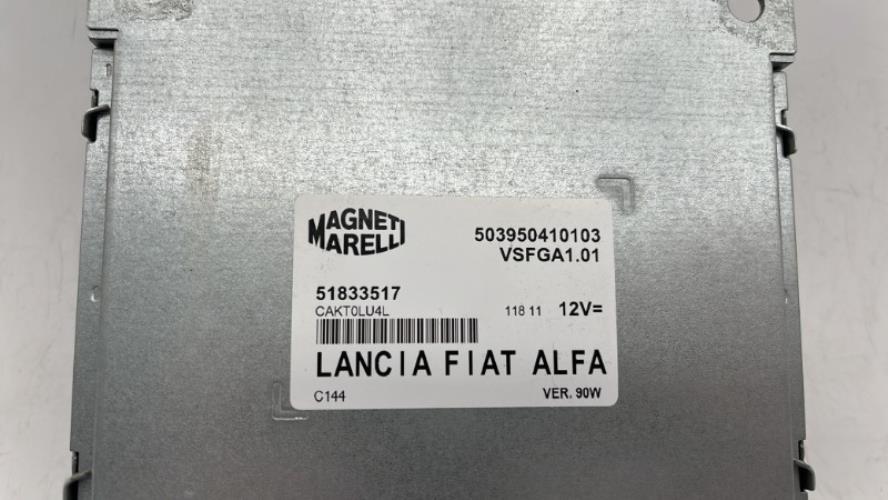 MAGNETI
MARELLI
503950410103
VSFGA1.01
51833517
CAKT0LU4L
118 11 12V=
LANCIA FIAT ALFA
C144
VER. 90W